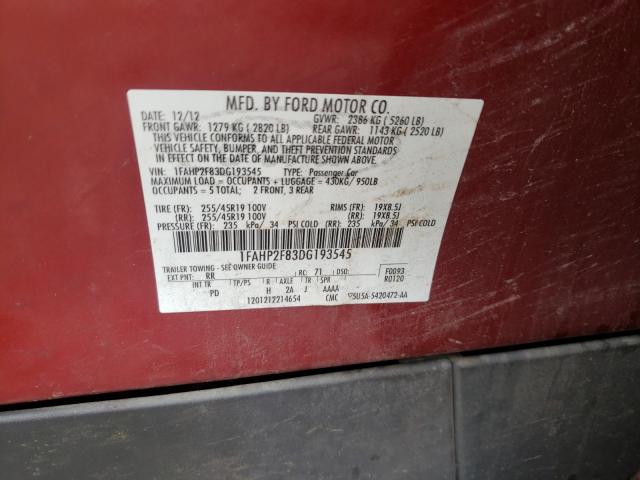 MFD. BY FORD MOTOR CO.
DATE: 12/12 GVWR: 2386 KG ( 5260 LB)
FRONT GAWR: 1279 KG ( 2820 LB) REAR GAWR: 1143 KG ( 2520 LB)
THIS VEHICLE CONFORMS TO ALL APPLICABLE FEDERAL MOTOR
VEHICLE SAFETY, BUMPER, AND THEFT PREVENTION STANDARDS IN
EFFECT ON THE DATE OF MANUFACTURE SHOWN ABOVE.
VIN: 1FAHP2F83DG193545 TYPE: Passenger Car
MAXIMUM LOAD = OCCUPANTS + LUGGAGE = 430KG/ 950LB
OCCUPANTS = 5 TOTAL; 2 FRONT, 3 REAR
TIRE (FR): 255/45R19 100V RIMS (FR): 19X8.5J
(RR): 255/45R19 100V (RR): 19X8.5J
PRESSURE (FR): 235 kPa/ 34 PSI COLD (RR): 235 kPa/ 34 PSI COLD
1FAHP2F83DG193545
TRAILER TOWING - SEE OWNER GUIDE
EXT PNT: RR RC: 71 DSO: F0093
R0120
INT TR TP/PS R AXLE TR SPR
PD H 2A J AAAA
1201212214654 CMC 5U5A-5420472-AA